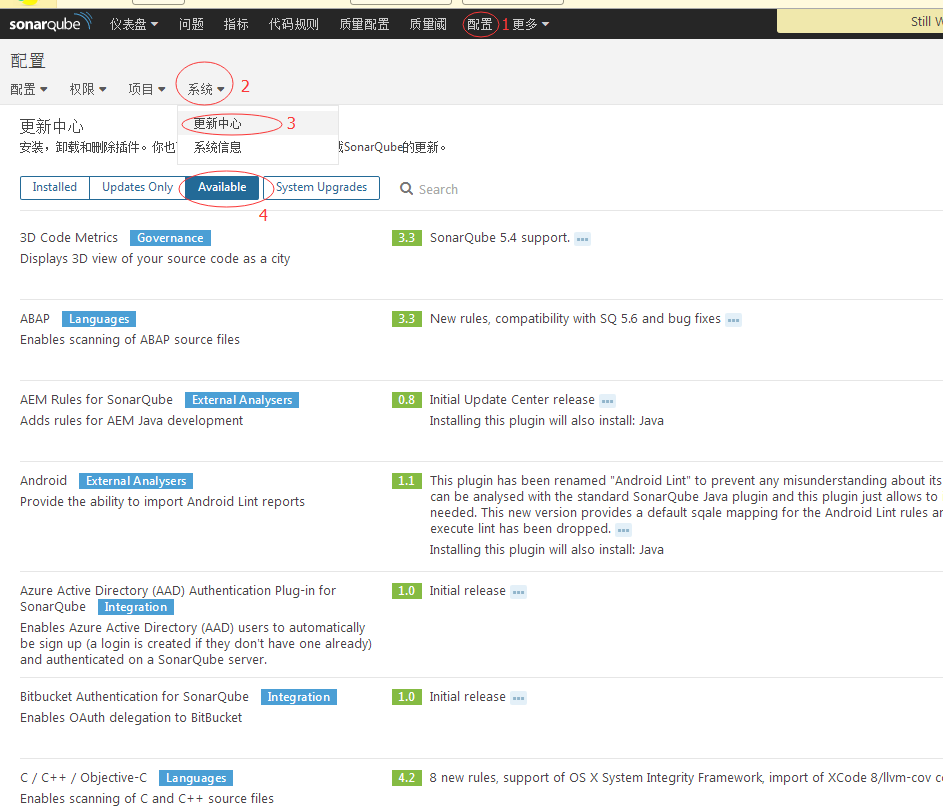 sonarqube 仪表盘 问题 指标 代码规则 质量配置 质量阈 配置 1 更多 Still W
配置
配置 权限 项目 系统 2
更新中心 更新中心 3
安装，卸载和删除插件。你也 系统信息 SonarQube的更新。
Installed Updates Only Available System Upgrades Search
4
3D Code Metrics Governance 3.3 SonarQube 5.4 support. ...
Displays 3D view of your source code as a city
ABAP Languages 3.3 New rules, compatibility with SQ 5.6 and bug fixes ...
Enables scanning of ABAP source files
AEM Rules for SonarQube External Analysers 0.8 Initial Update Center release ...
Adds rules for AEM Java development Installing this plugin will also install: Java
Android External Analysers 1.1 This plugin has been renamed "Android Lint" to prevent any misunderstanding about its
Provide the ability to import Android Lint reports can be analysed with the standard SonarQube Java plugin and this plugin just allows to
needed. This new version provides a default sqale mapping for the Android Lint rules ar
execute lint has been dropped. ...
Installing this plugin will also install: Java
Azure Active Directory (AAD) Authentication Plug-in for 1.0 Initial release ...
SonarQube Integration
Enables Azure Active Directory (AAD) users to automatically
be sign up (a login is created if they don't have one already)
and authenticated on a SonarQube server.
Bitbucket Authentication for SonarQube Integration 1.0 Initial release ...
Enables OAuth delegation to BitBucket
C / C++ / Objective-C Languages 4.2 8 new rules, support of OS X System Integrity Framework, import of XCode 8/llvm-cov c
Enables scanning of C and C++ source files